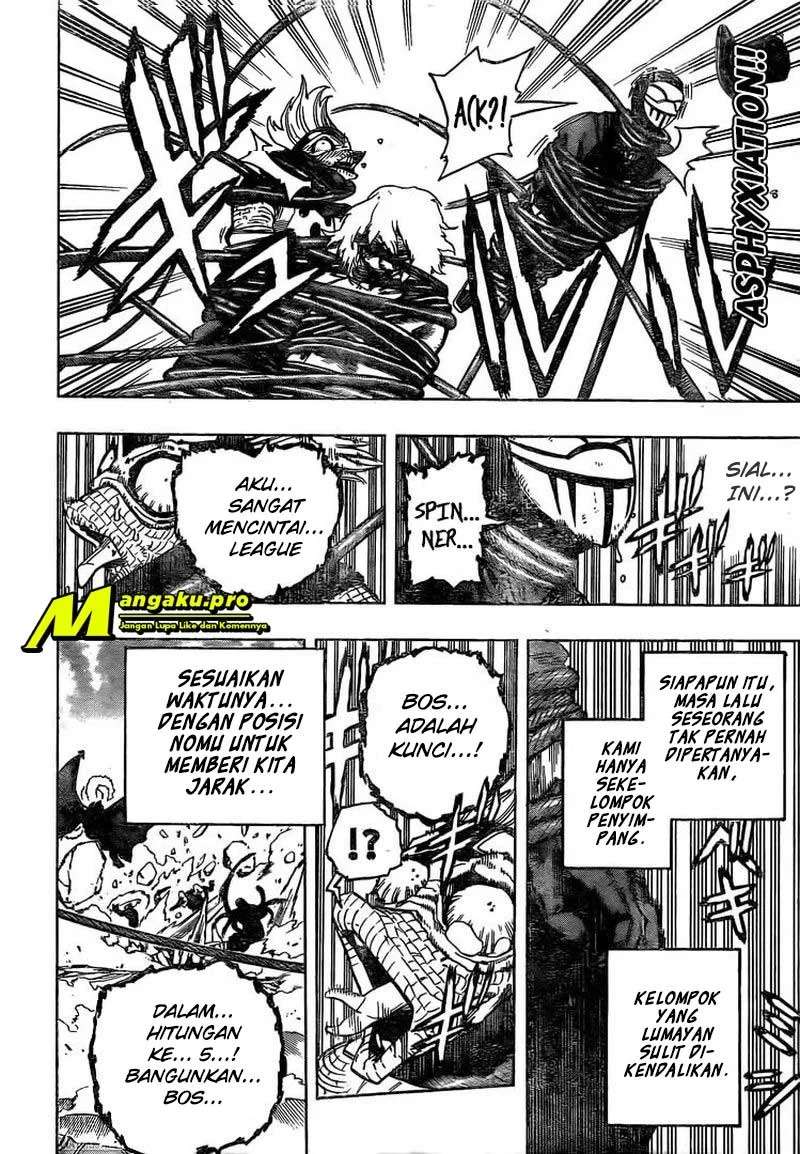 ASPHYXIATION!!!
ACK?!
SIAL...
INI...?
SPIN...
NER...
AKU...
SANGAT
MENCINTAI...
LEAGUE
Mangaku.pro
Jangan Lupa Like dan Komennya
SIAPAPUN ITU,
MASA LALU
SESEORANG
TAK PERNAH
DIPERTANYA-
KAN,
KAMI
HANYA
SEKE-
LOMPOK
PENYIM-
PANG.
KELOMPOK
YANG
LUMAYAN
SULIT DI-
KENDALIKAN.
BOS...
ADALAH
KUNCI...!
!?
SESUAIKAN
WAKTUNYA...
DENGAN POSISI
NOMU UNTUK
MEMBERI KITA
JARAK...
DALAM...
HITUNGAN
KE... 5...!
BANGUNKAN...
BOS...